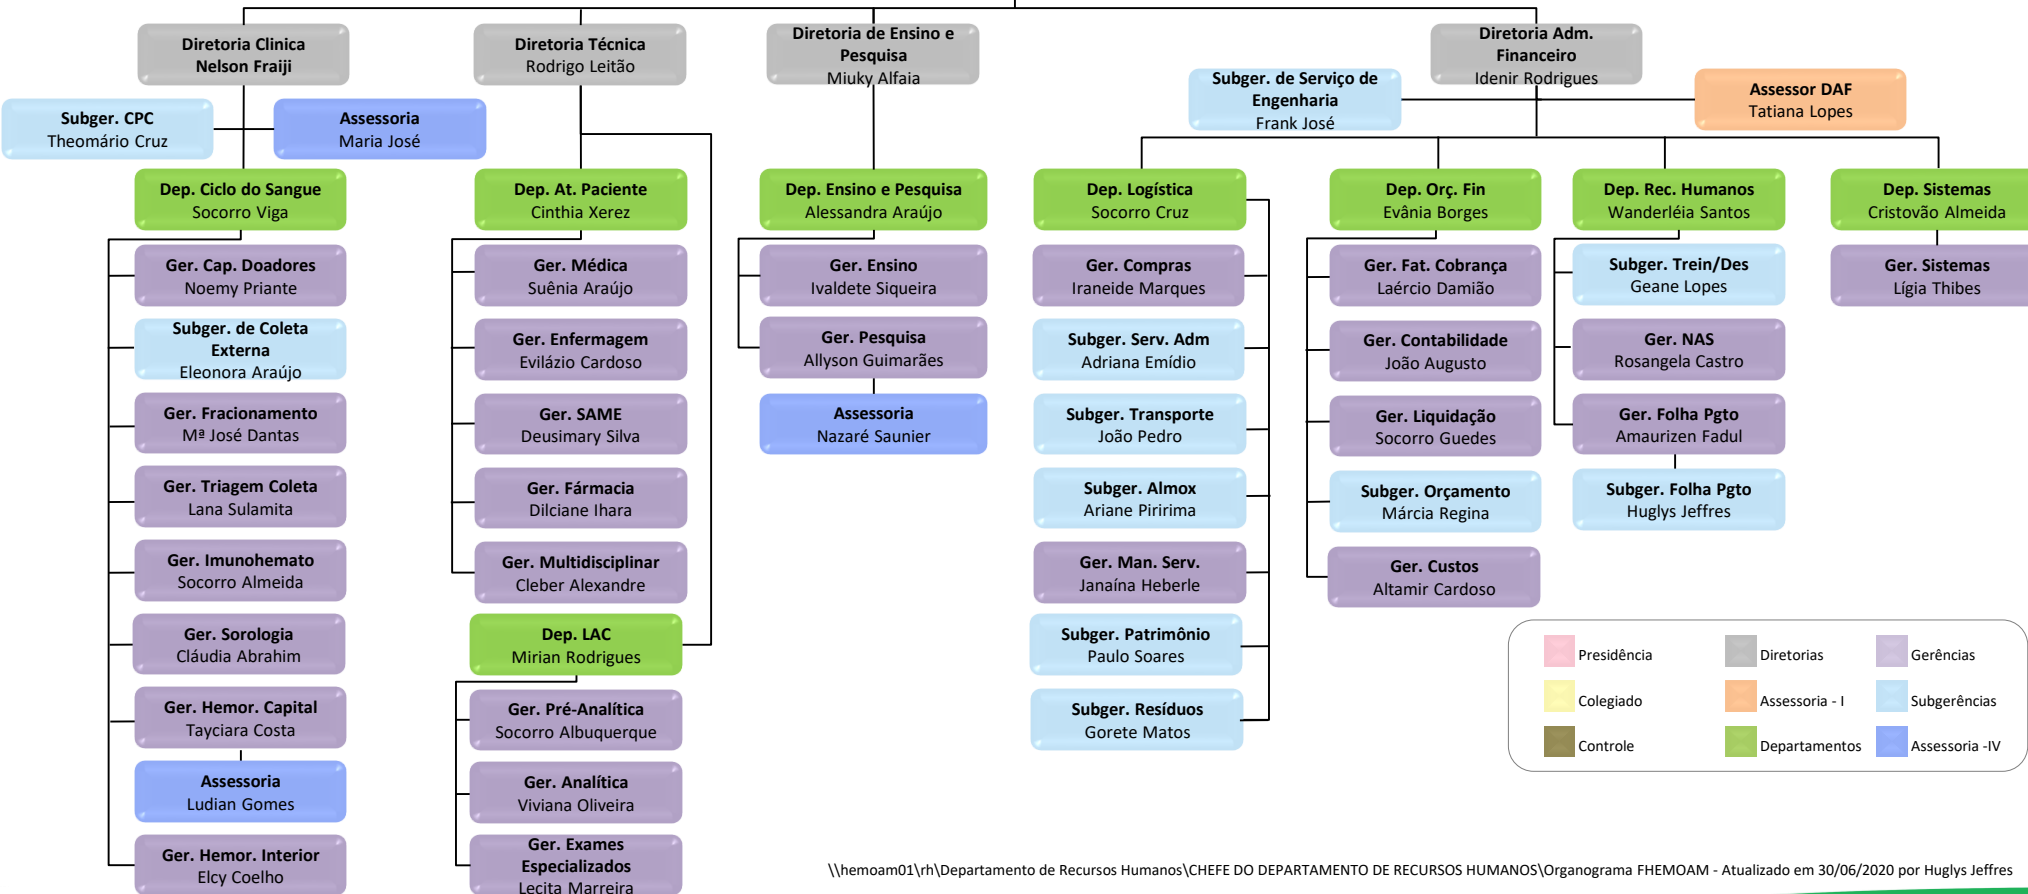 Diretoria Clinica
Nelson Fraiji
Diretoria Técnica
Rodrigo Leitão
Diretoria de Ensino e
Pesquisa
Miuky Alfaia
Diretoria Adm.
Financeiro
Idenir Rodrigues
Subger. CPC
Theomário Cruz
Assessoria
Maria José
Subger. de Serviço de
Engenharia
Frank José
Assessor DAF
Tatiana Lopes
Dep. Ciclo do Sangue
Socorro Viga
Ger. Cap. Doadores
Noemy Priante
Subger. de Coleta
Externa
Eleonora Araújo
Ger. Fracionamento
Mª José Dantas
Ger. Triagem Coleta
Lana Sulamita
Ger. Imunohemato
Socorro Almeida
Ger. Sorologia
Cláudia Abrahim
Ger. Hemor. Capital
Tayciara Costa
Assessoria
Ludian Gomes
Ger. Hemor. Interior
Elcy Coelho
Dep. At. Paciente
Cinthia Xerez
Ger. Médica
Suênia Araújo
Ger. Enfermagem
Evilázio Cardoso
Ger. SAME
Deusimary Silva
Ger. Fármacia
Dilciane Ihara
Ger. Multidisciplinar
Cleber Alexandre
Dep. LAC
Mirian Rodrigues
Ger. Pré-Analítica
Socorro Albuquerque
Ger. Analítica
Viviana Oliveira
Ger. Exames
Especializados
Lecita Marreira
Dep. Ensino e Pesquisa
Alessandra Araújo
Ger. Ensino
Ivaldete Siqueira
Ger. Pesquisa
Allyson Guimarães
Assessoria
Nazaré Saunier
Dep. Logística
Socorro Cruz
Ger. Compras
Iraneide Marques
Subger. Serv. Adm
Adriana Emídio
Subger. Transporte
João Pedro
Subger. Almox
Ariane Piririma
Ger. Man. Serv.
Janaína Heberle
Subger. Patrimônio
Paulo Soares
Subger. Resíduos
Gorete Matos
Dep. Orç. Fin
Evânia Borges
Ger. Fat. Cobrança
Laércio Damião
Ger. Contabilidade
João Augusto
Ger. Liquidação
Socorro Guedes
Subger. Orçamento
Márcia Regina
Ger. Custos
Altamir Cardoso
Dep. Rec. Humanos
Wanderléia Santos
Subger. Trein/Des
Geane Lopes
Ger. NAS
Rosangela Castro
Ger. Folha Pgto
Amaurizen Fadul
Subger. Folha Pgto
Huglys Jeffres
Dep. Sistemas
Cristovão Almeida
Ger. Sistemas
Lígia Thibes
Presidência
Diretorias
Gerências
Colegiado
Assessoria - I
Subgerências
Controle
Departamentos
Assessoria -IV
\\hemoam01\rh\Departamento de Recursos Humanos\CHEFE DO DEPARTAMENTO DE RECURSOS HUMANOS\Organograma FHEMOAM - Atualizado em 30/06/2020 por Huglys Jeffres